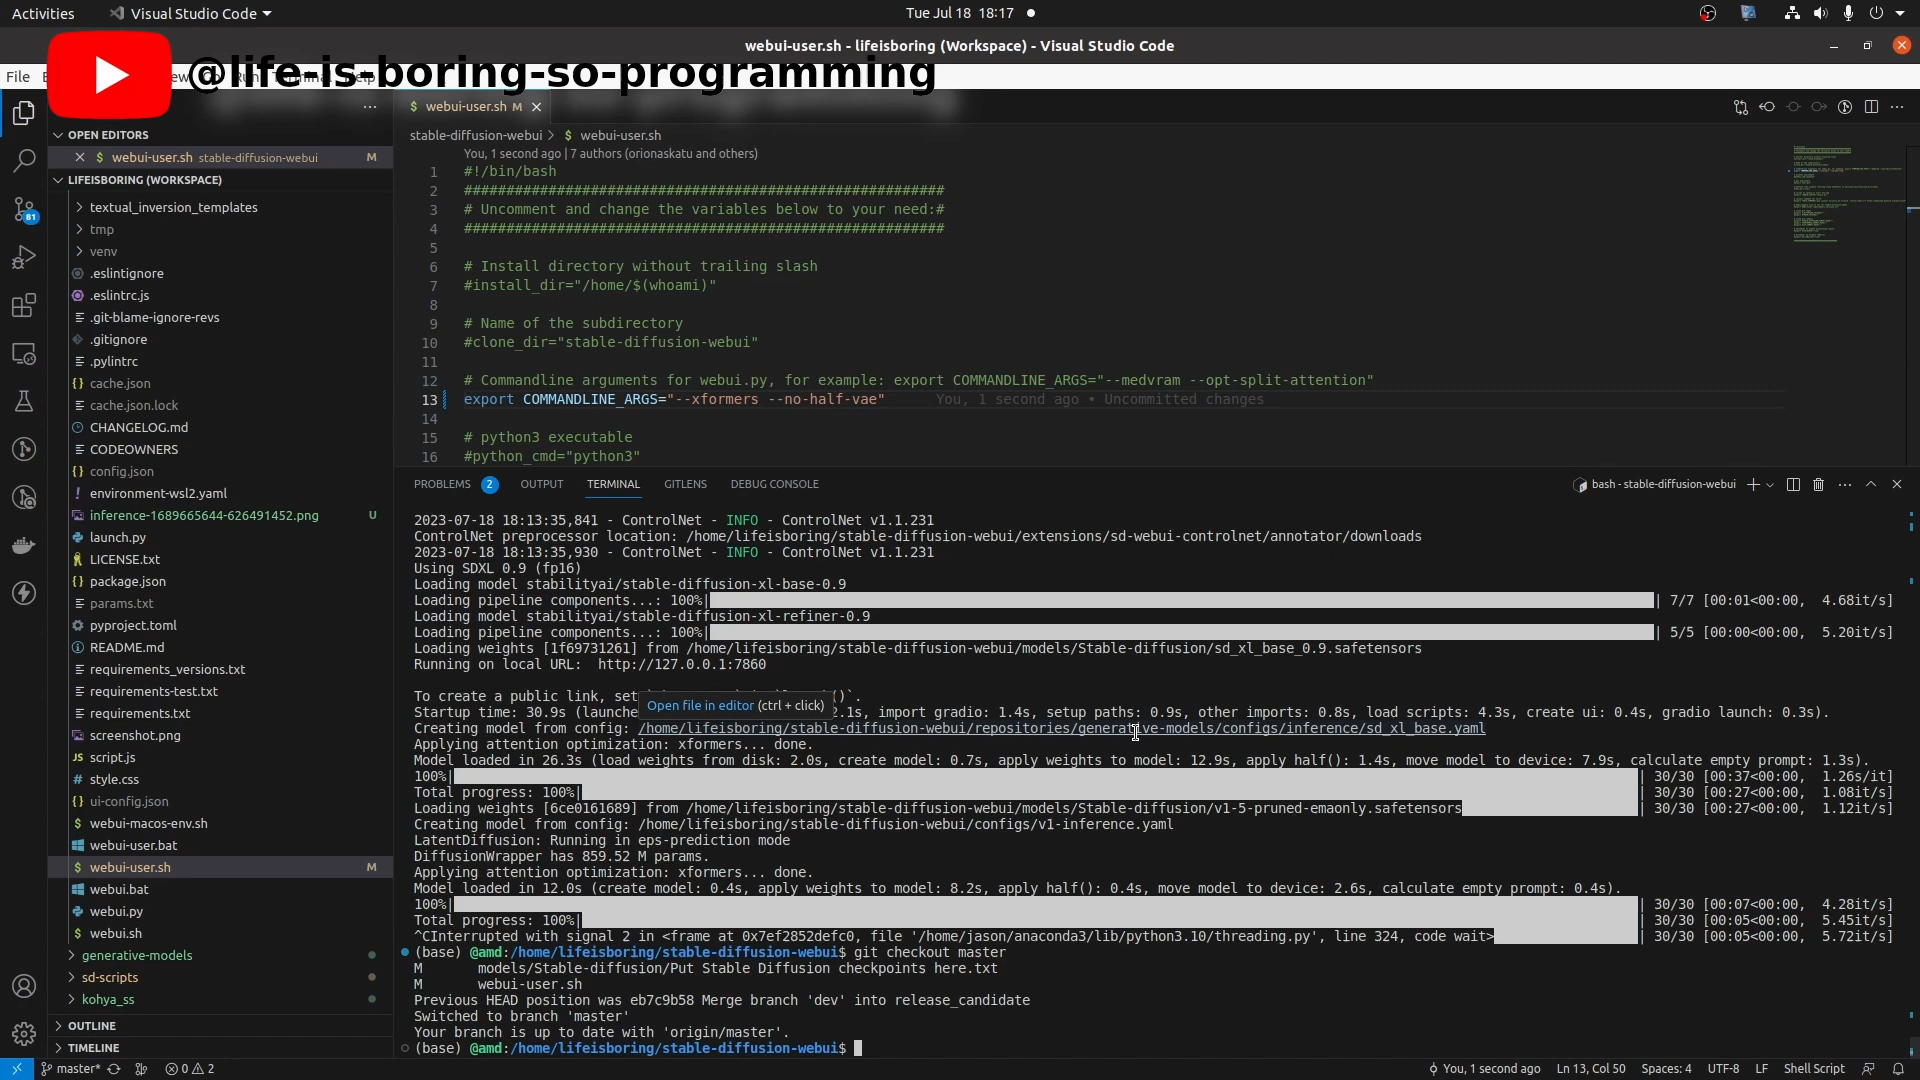 Activities
Visual Studio Code
Tue Jul 18 18:17
webui-user.sh - lifeisboring (Workspace) - Visual Studio Code
File
@life-is-boring-so-programming
webui-user.sh M
OPEN EDITORS
webui-user.sh stable-diffusion-webui M
LIFEISBORING (WORKSPACE)
textual_inversion_templates
tmp
venv
.eslintignore
.eslintrc.js
.git-blame-ignore-revs
.gitignore
.pylintrc
cache.json
cache.json.lock
CHANGELOG.md
CODEOWNERS
config.json
environment-wsl2.yaml
inference-1689665644-626491452.png U
launch.py
LICENSE.txt
package.json
params.txt
pyproject.toml
README.md
requirements_versions.txt
requirements-test.txt
requirements.txt
screenshot.png
script.js
style.css
ui-config.json
webui-macos-env.sh
webui-user.bat
webui-user.sh M
webui.bat
webui.py
webui.sh
generative-models
sd-scripts
kohya_ss
OUTLINE
TIMELINE
81
stable-diffusion-webui > $ webui-user.sh
You, 1 second ago | 7 authors (orionaskatu and others)
1 #!/bin/bash
2 #########################################################
3 # Uncomment and change the variables below to your need:#
4 #########################################################
5
6 # Install directory without trailing slash
7 #install_dir="/home/$(whoami)"
8
9 # Name of the subdirectory
10 #clone_dir="stable-diffusion-webui"
11
12 # Commandline arguments for webui.py, for example: export COMMANDLINE_ARGS="--medvram --opt-split-attention"
13 export COMMANDLINE_ARGS="--xformers --no-half-vae" You, 1 second ago • Uncommitted changes
14
15 # python3 executable
16 #python_cmd="python3"
PROBLEMS 2 OUTPUT TERMINAL GITLENS DEBUG CONSOLE
bash - stable-diffusion-webui
2023-07-18 18:13:35,841 - ControlNet - INFO - ControlNet v1.1.231
ControlNet preprocessor location: /home/lifeisboring/stable-diffusion-webui/extensions/sd-webui-controlnet/annotator/downloads
2023-07-18 18:13:35,930 - ControlNet - INFO - ControlNet v1.1.231
Using SDXL 0.9 (fp16)
Loading model stabilityai/stable-diffusion-xl-base-0.9
Loading pipeline components...: 100%| | 7/7 [00:01<00:00, 4.68it/s]
Loading model stabilityai/stable-diffusion-xl-refiner-0.9
Loading pipeline components...: 100%| | 5/5 [00:00<00:00, 5.20it/s]
Loading weights [1f69731261] from /home/lifeisboring/stable-diffusion-webui/models/Stable-diffusion/sd_xl_base_0.9.safetensors
Running on local URL: http://127.0.0.1:7860
To create a public link, set ()`.
Open file in editor (ctrl + click)
Startup time: 30.9s (launche 2.1s, import gradio: 1.4s, setup paths: 0.9s, other imports: 0.8s, load scripts: 4.3s, create ui: 0.4s, gradio launch: 0.3s).
Creating model from config: /home/lifeisboring/stable-diffusion-webui/repositories/generative-models/configs/inference/sd_xl_base.yaml
Applying attention optimization: xformers... done.
Model loaded in 26.3s (load weights from disk: 2.0s, create model: 0.7s, apply weights to model: 12.9s, apply half(): 1.4s, move model to device: 7.9s, calculate empty prompt: 1.3s).
100%| | 30/30 [00:37<00:00, 1.26s/it]
Total progress: 100%| | 30/30 [00:27<00:00, 1.08it/s]
Loading weights [6ce0161689] from /home/lifeisboring/stable-diffusion-webui/models/Stable-diffusion/v1-5-pruned-emaonly.safetensors | 30/30 [00:27<00:00, 1.12it/s]
Creating model from config: /home/lifeisboring/stable-diffusion-webui/configs/v1-inference.yaml
LatentDiffusion: Running in eps-prediction mode
DiffusionWrapper has 859.52 M params.
Applying attention optimization: xformers... done.
Model loaded in 12.0s (create model: 0.4s, apply weights to model: 8.2s, apply half(): 0.4s, move model to device: 2.6s, calculate empty prompt: 0.4s).
100%| | 30/30 [00:07<00:00, 4.28it/s]
Total progress: 100%| | 30/30 [00:05<00:00, 5.45it/s]
^CInterrupted with signal 2 in <frame at 0x7ef2852defc0, file '/home/jason/anaconda3/lib/python3.10/threading.py', line 324, code wait> | 30/30 [00:05<00:00, 5.72it/s]
(base) @amd:/home/lifeisboring/stable-diffusion-webui$ git checkout master
M models/Stable-diffusion/Put Stable Diffusion checkpoints here.txt
M webui-user.sh
Previous HEAD position was eb7c9b58 Merge branch 'dev' into release_candidate
Switched to branch 'master'
Your branch is up to date with 'origin/master'.
(base) @amd:/home/lifeisboring/stable-diffusion-webui$
master* 0 2 You, 1 second ago Ln 13, Col 50 Spaces: 4 UTF-8 LF Shell Script